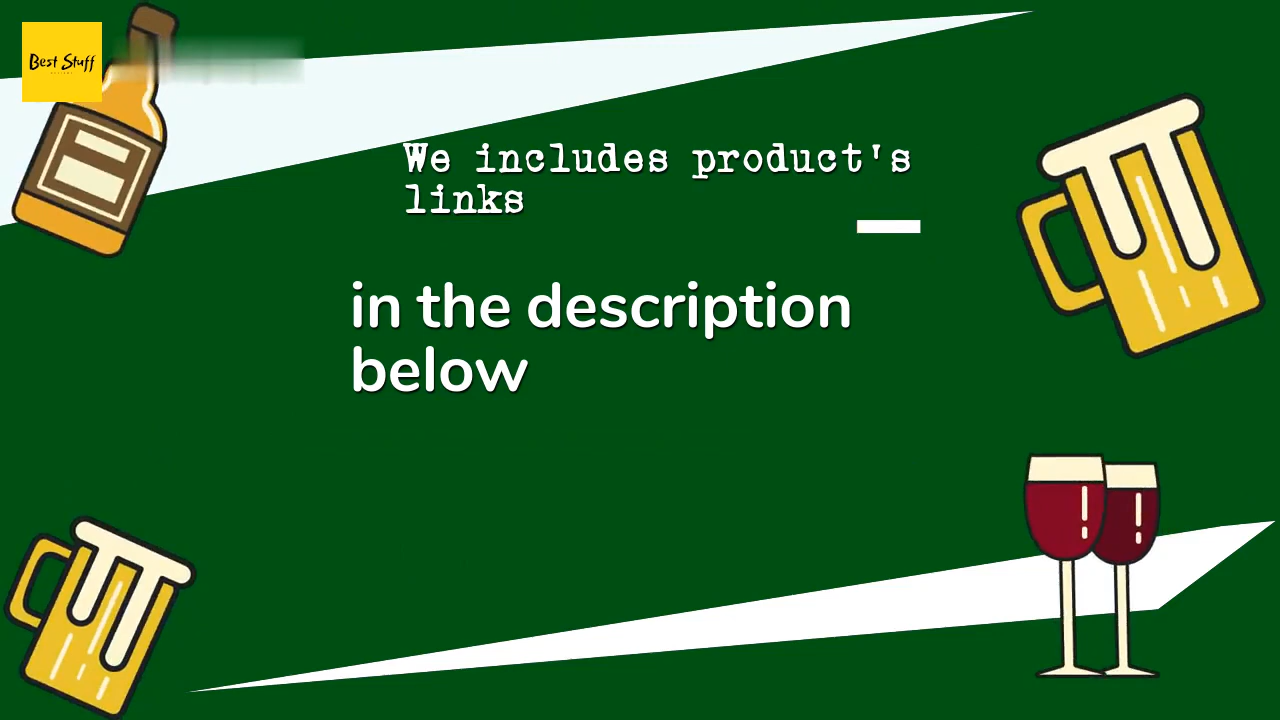 Best Stuff
We includes product's
links
in the description
below